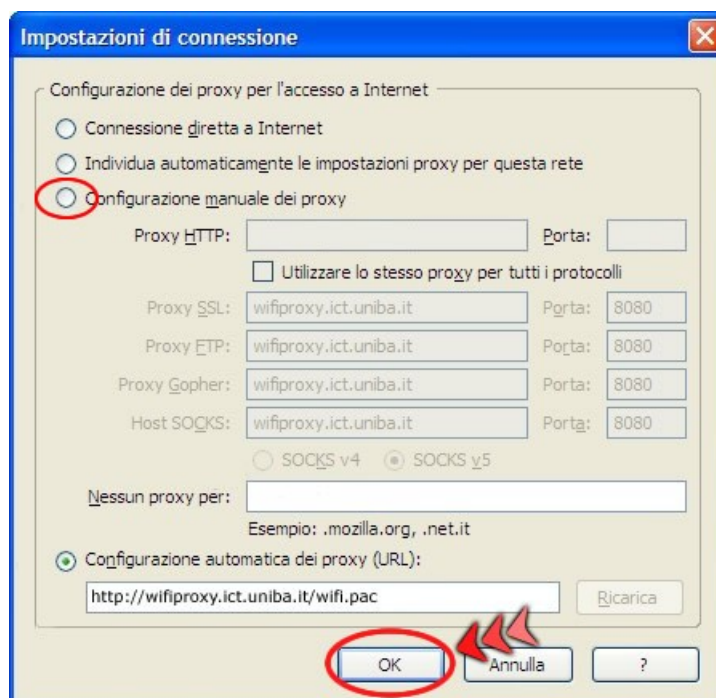 Impostazioni di connessione
Configurazione dei proxy per l'accesso a Internet
Connessione diretta a Internet
Individua automaticamente le impostazioni proxy per questa rete
Configurazione manuale dei proxy
Proxy HTTP: Porta:
Utilizzare lo stesso proxy per tutti i protocolli
Proxy SSL: wifiproxy.ict.uniba.it Porta: 8080
Proxy FTP: wifiproxy.ict.uniba.it Porta: 8080
Proxy Gopher: wifiproxy.ict.uniba.it Porta: 8080
Host SOCKS: wifiproxy.ict.uniba.it Porta: 8080
SOCKS v4 SOCKS v5
Nessun proxy per:
Esempio: .mozilla.org, .net.it
Configurazione automatica dei proxy (URL):
http://wifiproxy.ict.uniba.it/wifi.pac Ricarica
OK Annulla ?